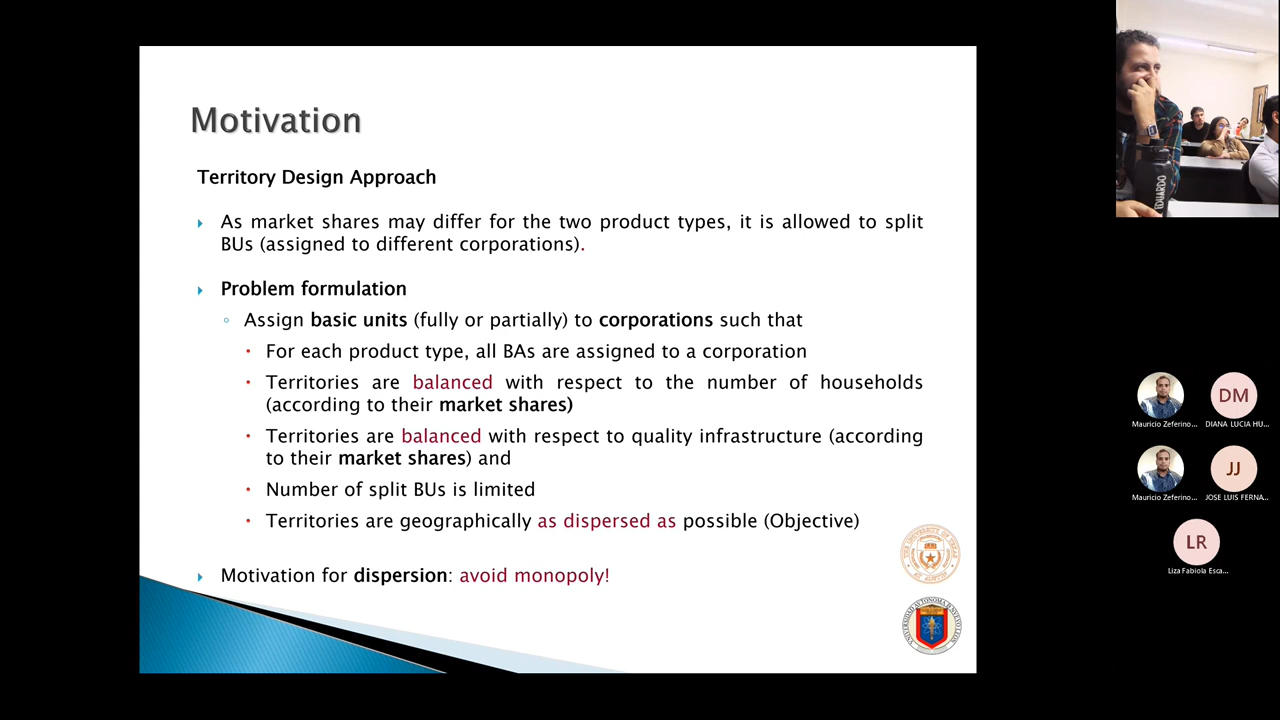 Motivation
Territory Design Approach
As market shares may differ for the two product types, it is allowed to split
BUs (assigned to different corporations).
Problem formulation
Assign basic units (fully or partially) to corporations such that
For each product type, all BAs are assigned to a corporation
Territories are balanced with respect to the number of households
(according to their market shares)
Territories are balanced with respect to quality infrastructure (according
to their market shares) and
Number of split BUs is limited
Territories are geographically as dispersed as possible (Objective)
Motivation for dispersion: avoid monopoly!
EDUARDO
DM
Mauricio Zeferino...
DIANA LUCIA HU...
JJ
Mauricio Zeferino...
JOSE LUIS FERNA...
LR
Liza Fabiola Esca...